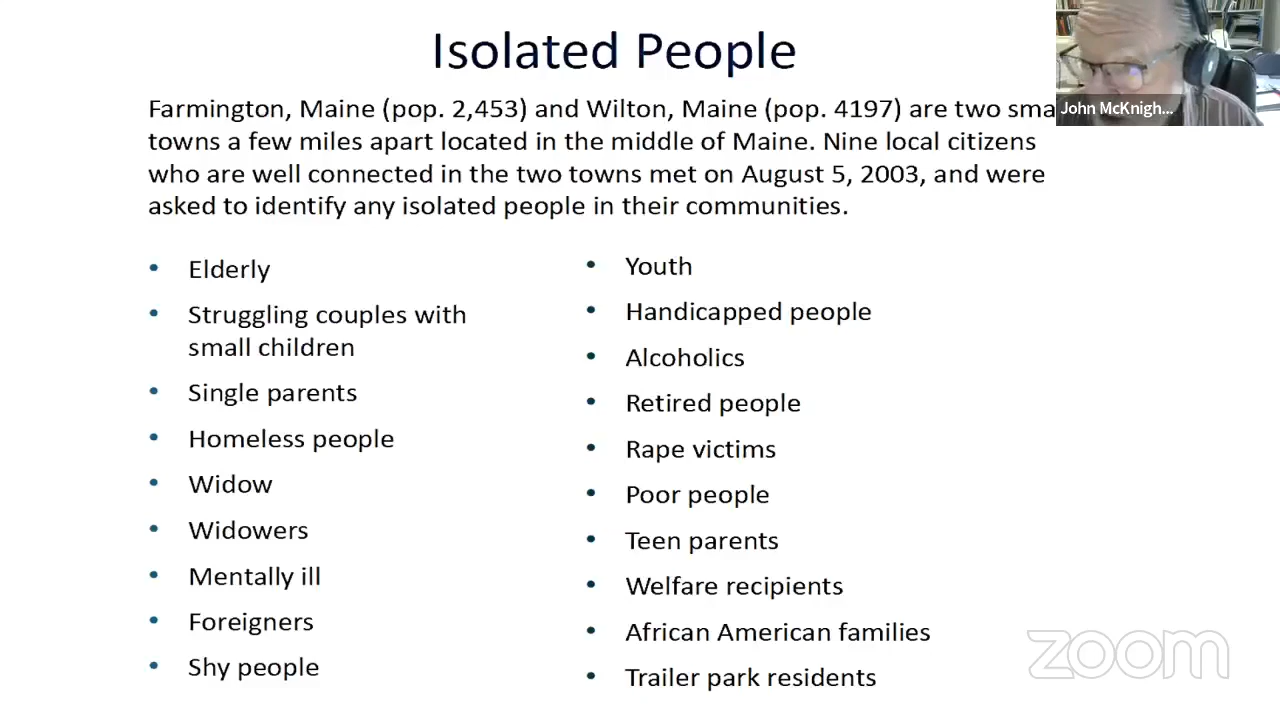 Isolated People
Farmington, Maine (pop. 2,453) and Wilton, Maine (pop. 4197) are two sma
towns a few miles apart located in the middle of Maine. Nine local citizens
who are well connected in the two towns met on August 5, 2003, and were
asked to identify any isolated people in their communities.
• Elderly
• Struggling couples with
small children
• Single parents
• Homeless people
• Widow
• Widowers
• Mentally ill
• Foreigners
• Shy people
• Youth
• Handicapped people
• Alcoholics
• Retired people
• Rape victims
• Poor people
• Teen parents
• Welfare recipients
• African American families
• Trailer park residents
John McKnigh...
zoom